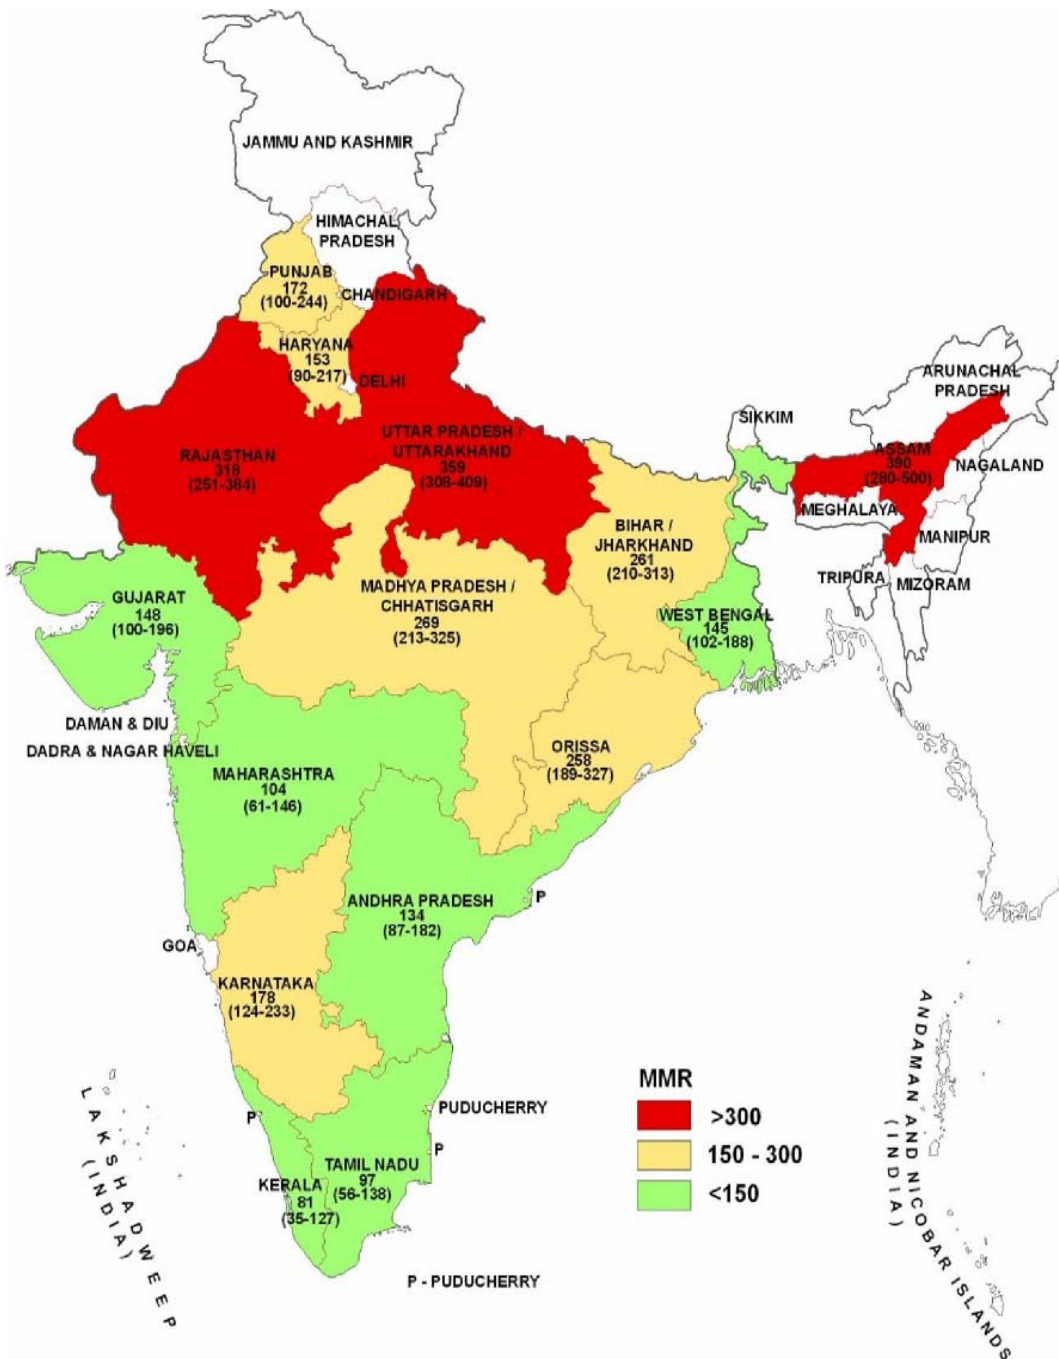 JAMMU AND KASHMIR
HIMACHAL
PRADESH
PUNJAB
172
(100-244)
CHANDIGARH
HARYANA
153
(90-217)
DELHI
ARUNACHAL
PRADESH
SIKKIM
UTTAR PRADESH /
UTTARAKHAND
359
(308-409)
RAJASTHAN
318
(251-384)
ASSAM
390
(280-500)
NAGALAND
MEGHALAYA
MANIPUR
BIHAR /
JHARKHAND
261
(210-313)
TRIPURA
MIZORAM
MADHYA PRADESH /
CHHATISGARH
269
(213-325)
GUJARAT
148
(100-196)
WEST BENGAL
145
(102-188)
DAMAN & DIU
DADRA & NAGAR HAVELI
ORISSA
258
(189-327)
MAHARASHTRA
104
(61-146)
ANDHRA PRADESH
134
(87-182)
P
GOA
KARNATAKA
178
(124-233)
MMR
>300
150 - 300
<150
PUDUCHERRY
P
P
TAMIL NADU
97
(56-138)
KERALA
81
(35-127)
P - PUDUCHERRY
LAKSHADWEEP
(INDIA)
ANDAMAN AND NICOBAR ISLANDS
(INDIA)